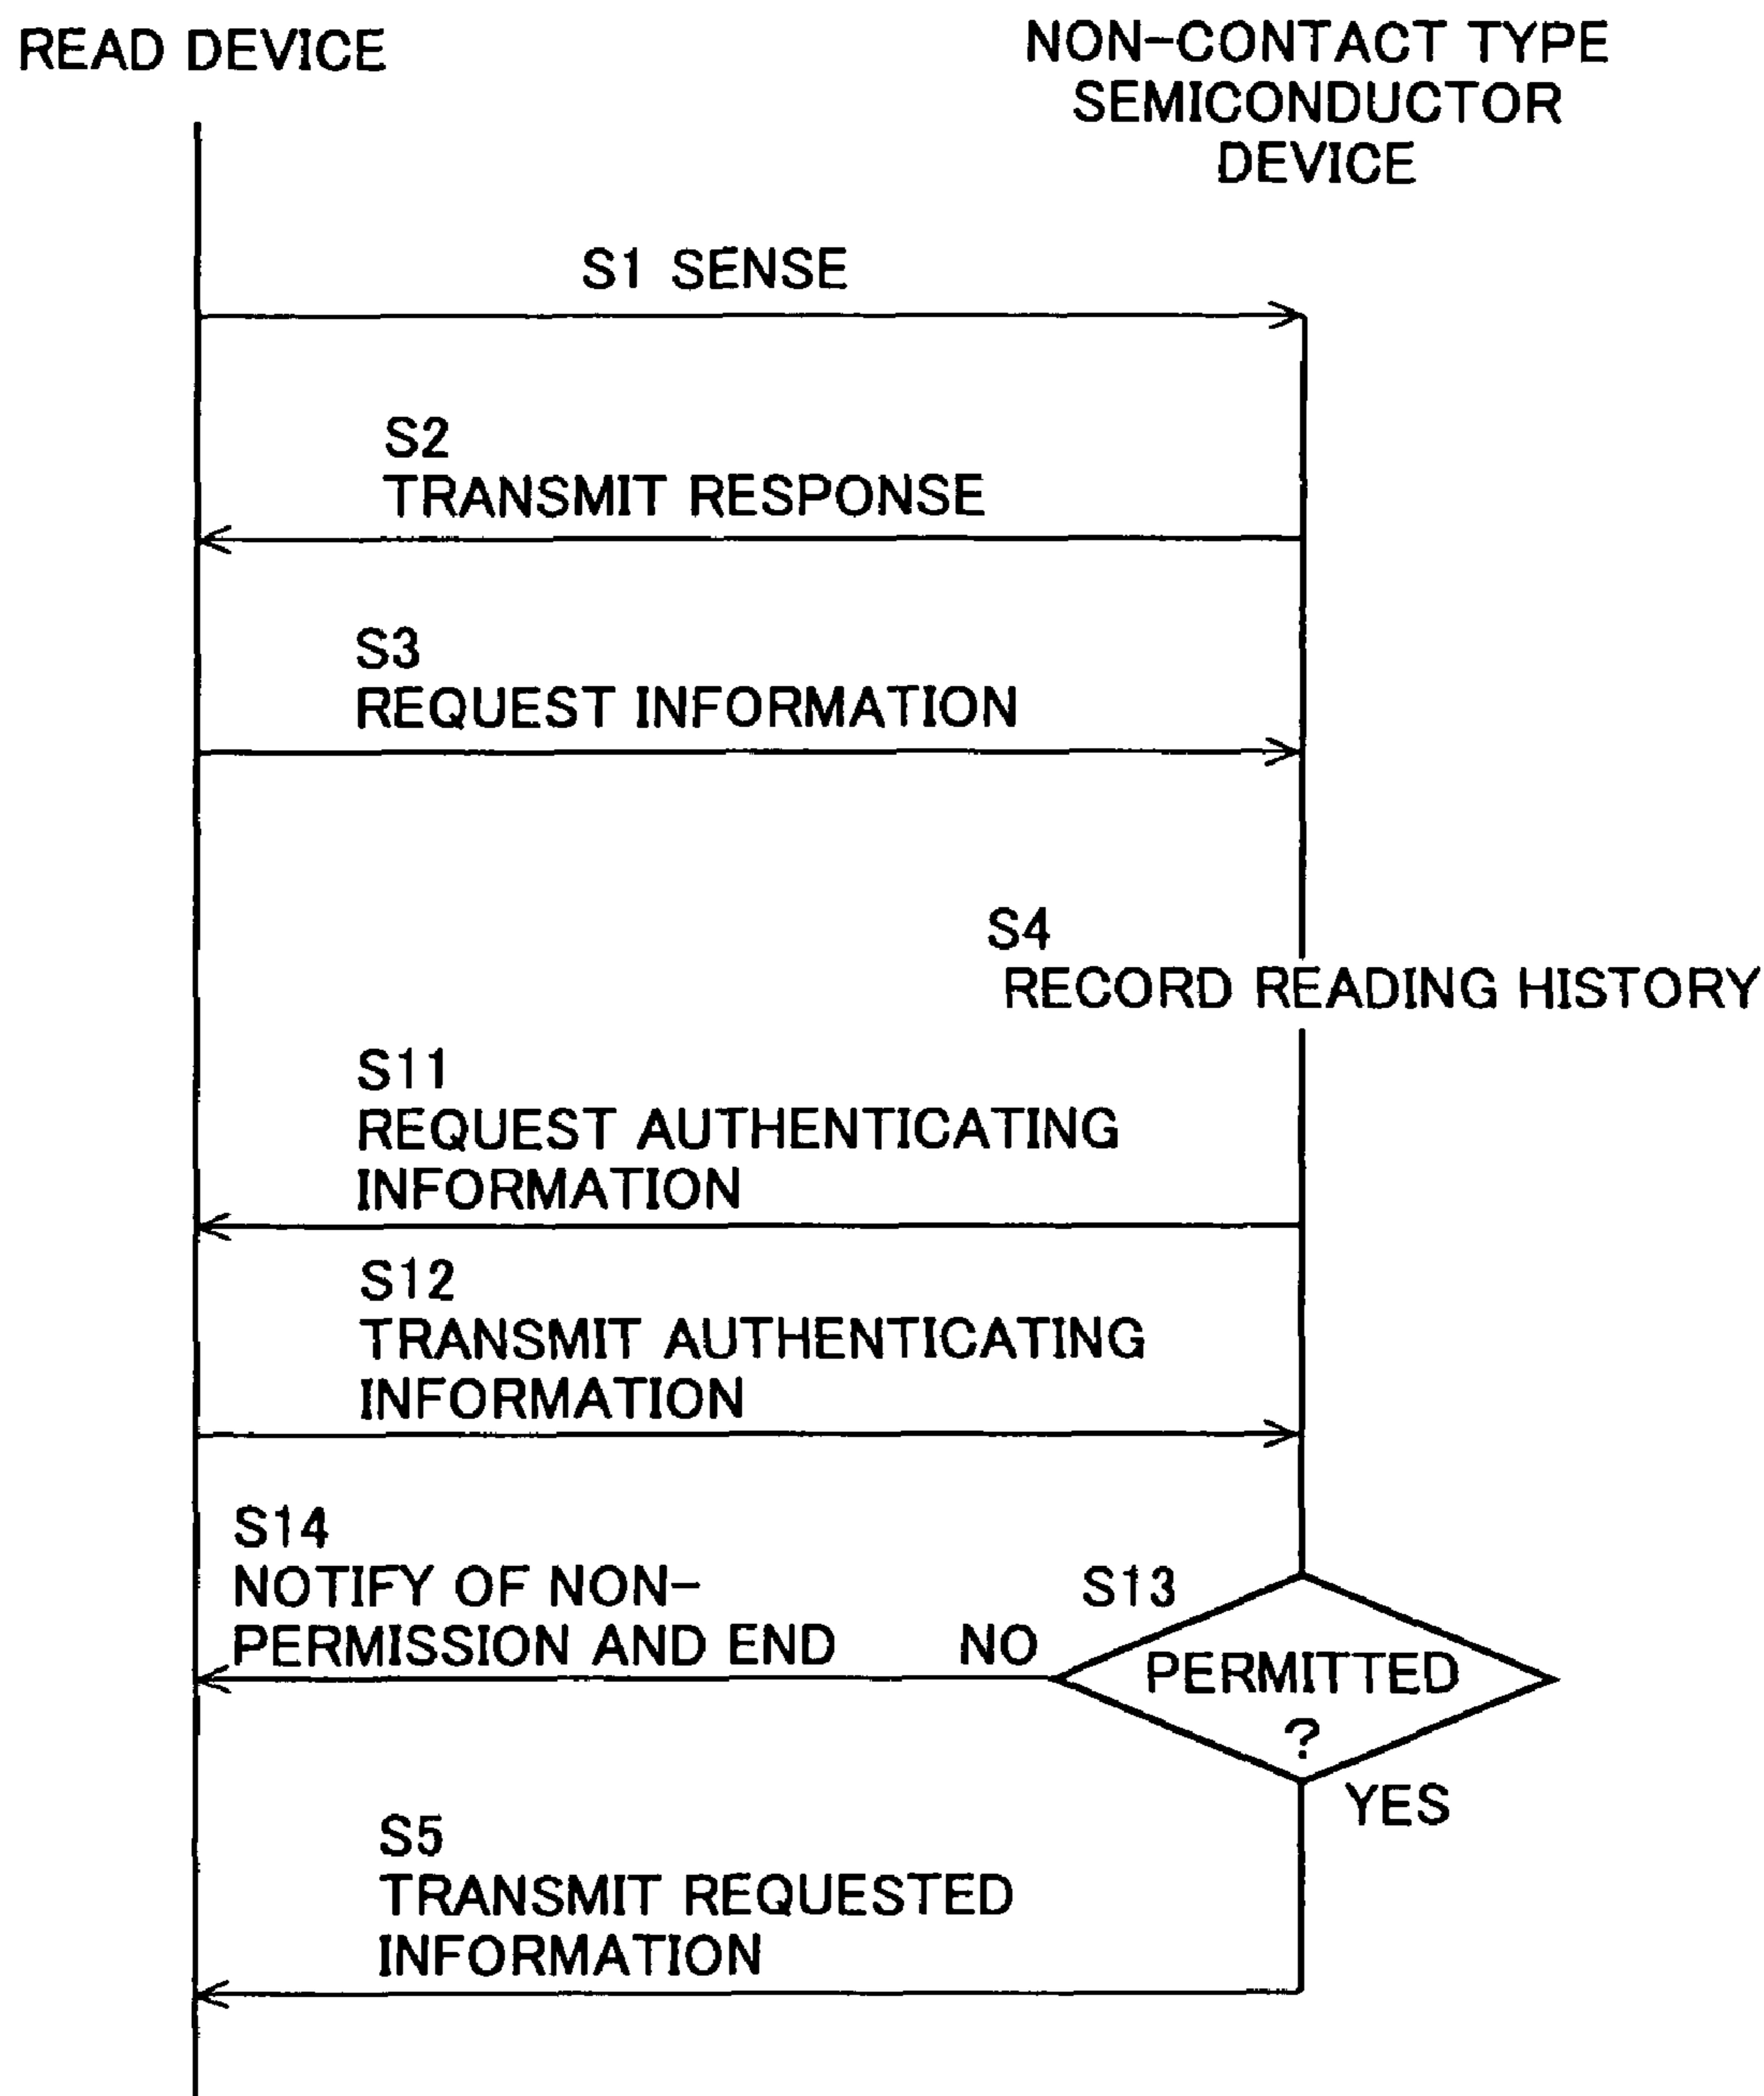 READ DEVICE
NON-CONTACT TYPE
SEMICONDUCTOR
DEVICE
S1 SENSE
S2
TRANSMIT RESPONSE
S3
REQUEST INFORMATION
S4
RECORD READING HISTORY
S11
REQUEST AUTHENTICATING
INFORMATION
S12
TRANSMIT AUTHENTICATING
INFORMATION
S14
NOTIFY OF NON-
PERMISSION AND END
NO
S13
PERMITTED
?
YES
S5
TRANSMIT REQUESTED
INFORMATION